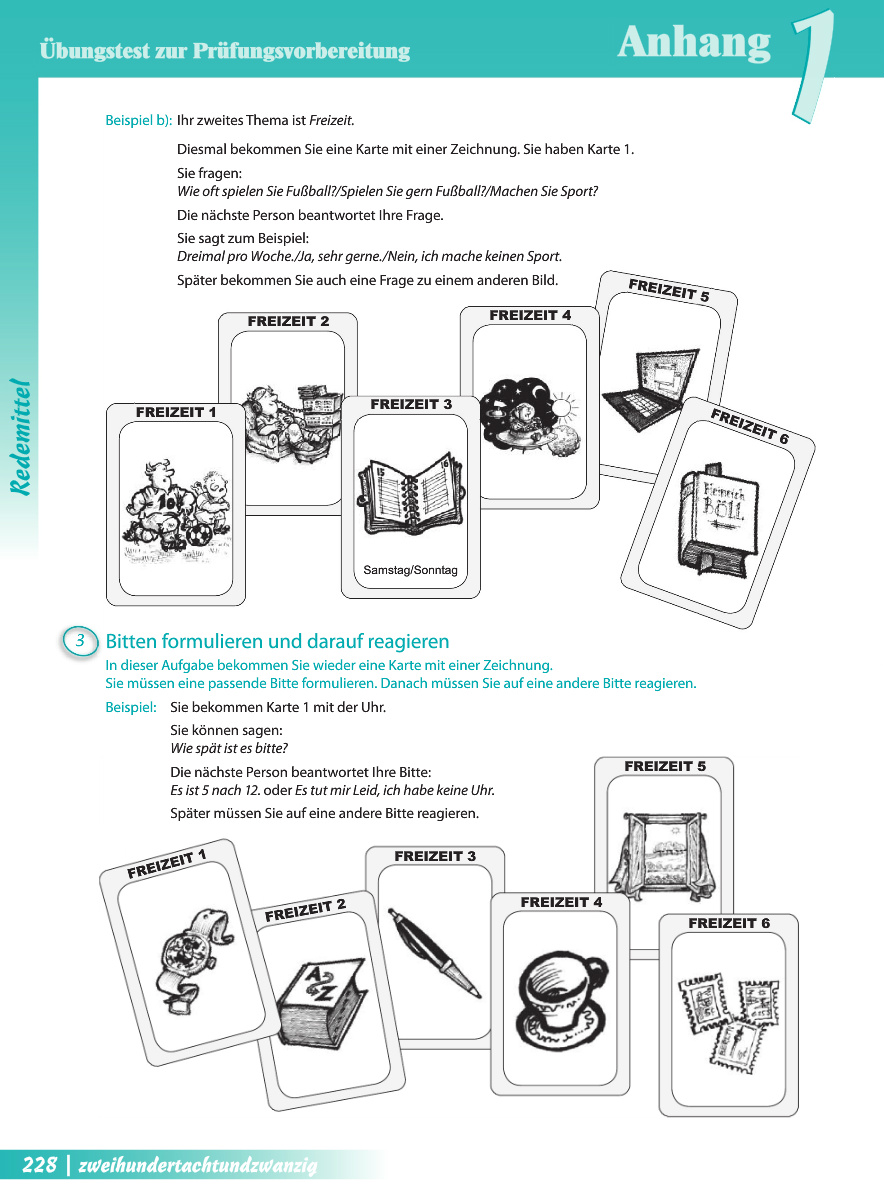 Übungstest zur Prüfungsvorbereitung
Anhang 1
Redemittel
Beispiel b): Ihr zweites Thema ist Freizeit.
Diesmal bekommen Sie eine Karte mit einer Zeichnung. Sie haben Karte 1.
Sie fragen:
Wie oft spielen Sie Fußball?/Spielen Sie gern Fußball?/Machen Sie Sport?
Die nächste Person beantwortet Ihre Frage.
Sie sagt zum Beispiel:
Dreimal pro Woche./Ja, sehr gerne./Nein, ich mache keinen Sport.
Später bekommen Sie auch eine Frage zu einem anderen Bild.
FREIZEIT 1
10
FREIZEIT 2
FREIZEIT 3
15 16
Samstag/Sonntag
FREIZEIT 4
FREIZEIT 5
FREIZEIT 6
Heinrich
Böll
3 Bitten formulieren und darauf reagieren
In dieser Aufgabe bekommen Sie wieder eine Karte mit einer Zeichnung.
Sie müssen eine passende Bitte formulieren. Danach müssen Sie auf eine andere Bitte reagieren.
Beispiel: Sie bekommen Karte 1 mit der Uhr.
Sie können sagen:
Wie spät ist es bitte?
Die nächste Person beantwortet Ihre Bitte:
Es ist 5 nach 12. oder Es tut mir Leid, ich habe keine Uhr.
Später müssen Sie auf eine andere Bitte reagieren.
FREIZEIT 1
FREIZEIT 2
A
Z
FREIZEIT 3
FREIZEIT 4
FREIZEIT 5
FREIZEIT 6
228 | zweihundertachtundzwanzig